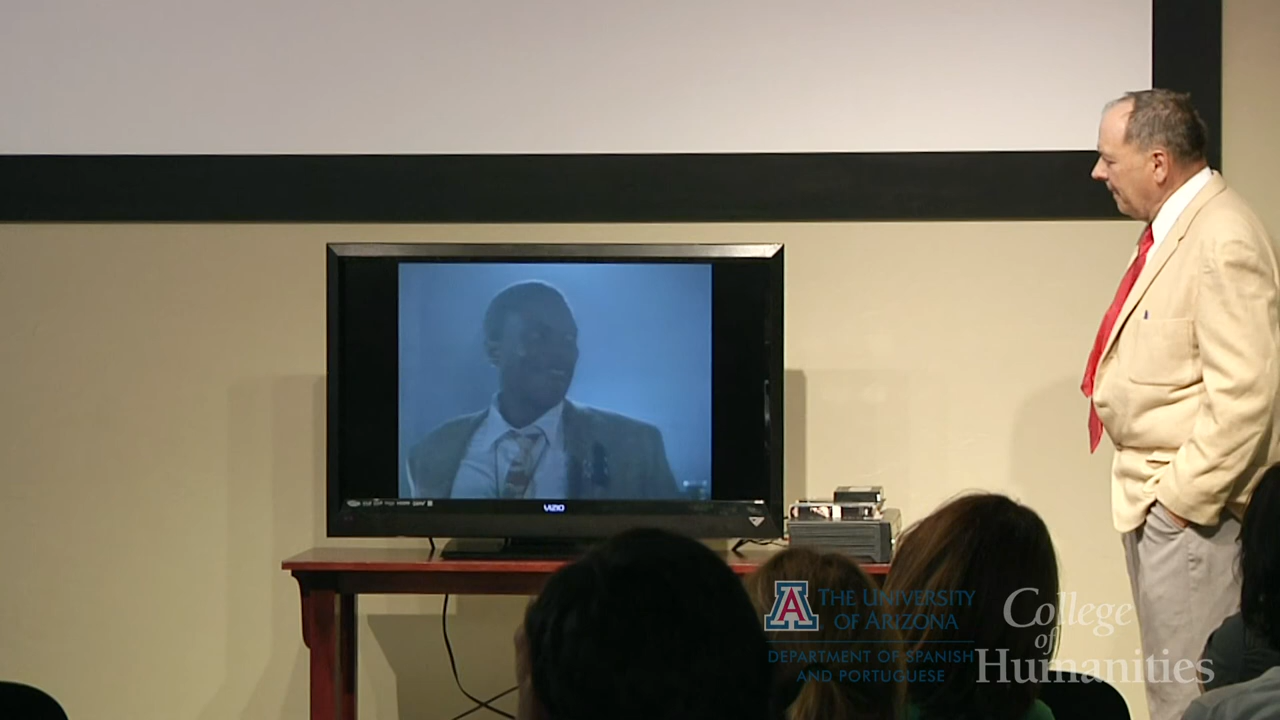 VIZIO
A
THE UNIVERSITY
OF ARIZONA
DEPARTMENT OF SPANISH
AND PORTUGUESE
College
of
Humanities